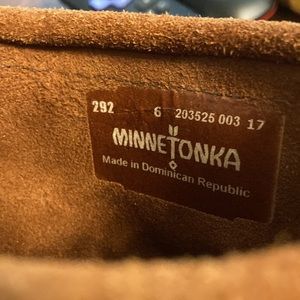 292 6 203525 003 17
MINNETONKA
Made in Dominican Republic